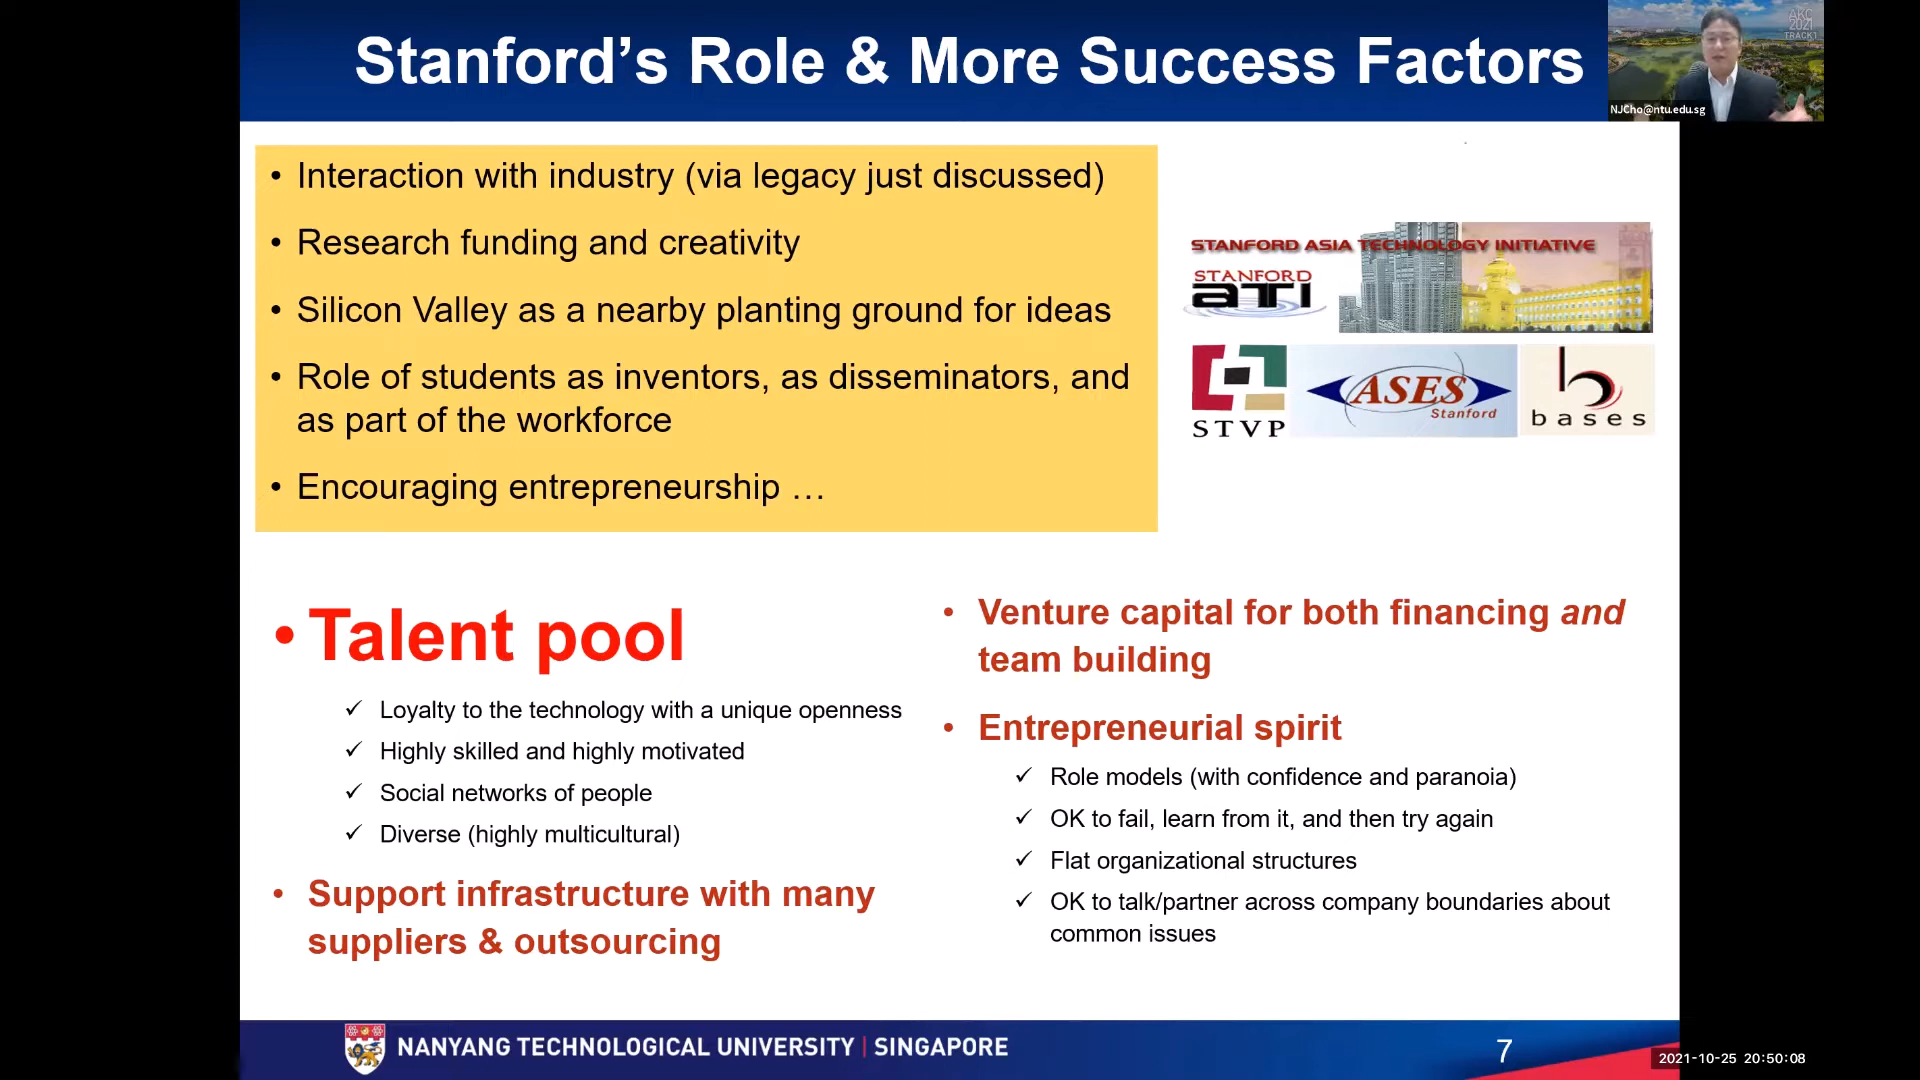 Stanford’s Role & More Success Factors
AKC
2021
TRACK1
NJCho@ntu.edu.sg
• Interaction with industry (via legacy just discussed)
• Research funding and creativity
• Silicon Valley as a nearby planting ground for ideas
• Role of students as inventors, as disseminators, and
as part of the workforce
• Encouraging entrepreneurship …
STANFORD ASIA TECHNOLOGY INITIATIVE
STANFORD
aTI
STVP
ASES
Stanford
b
bases
• Talent pool
✓ Loyalty to the technology with a unique openness
✓ Highly skilled and highly motivated
✓ Social networks of people
✓ Diverse (highly multicultural)
• Support infrastructure with many
suppliers & outsourcing
• Venture capital for both financing and
team building
• Entrepreneurial spirit
✓ Role models (with confidence and paranoia)
✓ OK to fail, learn from it, and then try again
✓ Flat organizational structures
✓ OK to talk/partner across company boundaries about
common issues
NANYANG TECHNOLOGICAL UNIVERSITY | SINGAPORE
7
2021-10-25 20:50:08